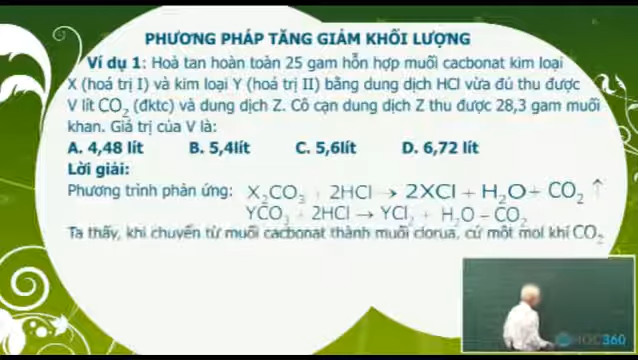 PHƯƠNG PHÁP TĂNG GIẢM KHỐI LƯỢNG
Ví dụ 1: Hoà tan hoàn toàn 25 gam hỗn hợp muối cacbonat kim loại
X (hoá trị I) và kim loại Y (hoá trị II) bằng dung dịch HCl vừa đủ thu được
V lít CO₂ (đktc) và dung dịch Z. Cô cạn dung dịch Z thu được 28,3 gam muối
khan. Giá trị của V là:
A. 4,48 lít B. 5,4lít C. 5,6lít D. 6,72 lít
Lời giải:
Phương trình phản ứng: X₂CO₃ + 2HCl → 2XCl + H₂O + CO₂ ↑
YCO₃ + 2HCl → YCl₂ + H₂O + CO₂
Ta thấy, khi chuyển từ muối cacbonat thành muối clorua, cứ một mol khí CO₂
HOC360